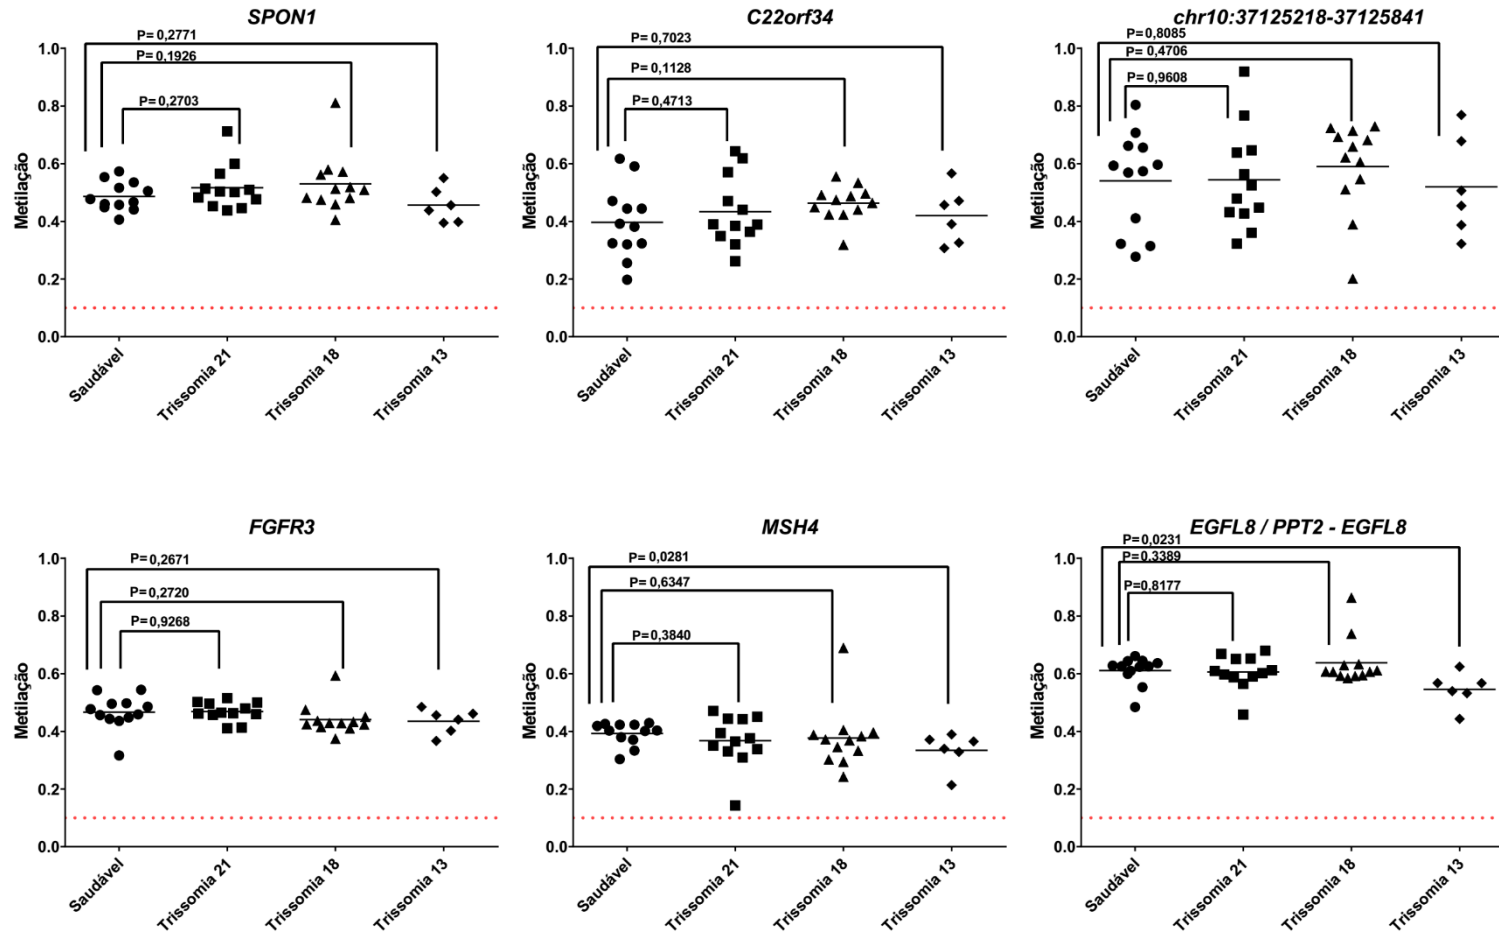 SPON1
P= 0,2771
P= 0,1926
P= 0,2703
Metilação
1.0
0.8
0.6
0.4
0.2
0.0
Saudável
Trissomia 21
Trissomia 18
Trissomia 13
C22orf34
P= 0,7023
P= 0,1128
P= 0,4713
Metilação
1.0
0.8
0.6
0.4
0.2
0.0
Saudável
Trissomia 21
Trissomia 18
Trissomia 13
chr10:37125218-37125841
P= 0,8085
P= 0,4706
P= 0,9608
Metilação
1.0
0.8
0.6
0.4
0.2
0.0
Saudável
Trissomia 21
Trissomia 18
Trissomia 13
FGFR3
P= 0,2671
P= 0,2720
P= 0,9268
Metilação
1.0
0.8
0.6
0.4
0.2
0.0
Saudável
Trissomia 21
Trissomia 18
Trissomia 13
MSH4
P= 0,0281
P= 0,6347
P= 0,3840
Metilação
1.0
0.8
0.6
0.4
0.2
0.0
Saudável
Trissomia 21
Trissomia 18
Trissomia 13
EGFL8 / PPT2 - EGFL8
P= 0,0231
P= 0,3389
P= 0,8177
Metilação
1.0
0.8
0.6
0.4
0.2
0.0
Saudável
Trissomia 21
Trissomia 18
Trissomia 13